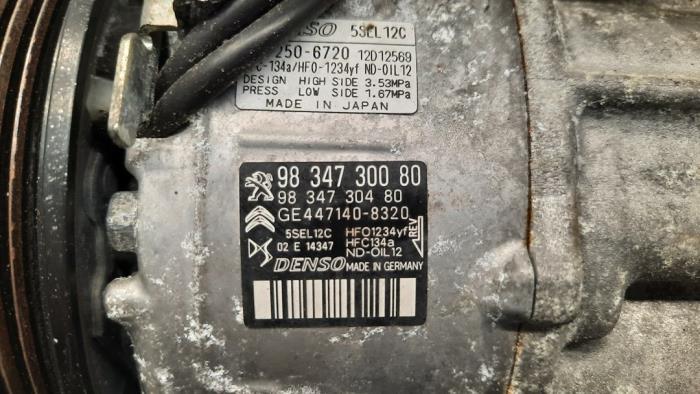 5SEL12C
250-6720 12D12569
-134a/HFO-1234yf ND-OIL12
DESIGN HIGH SIDE 3.53MPa
PRESS LOW SIDE 1.67MPa
MADE IN JAPAN
98 347 300 80
98 347 304 80
GE447140-8320
5SEL12C HFO1234yf
02 E 14347 HFC134a
ND-OIL12
REV
DENSO MADE IN GERMANY